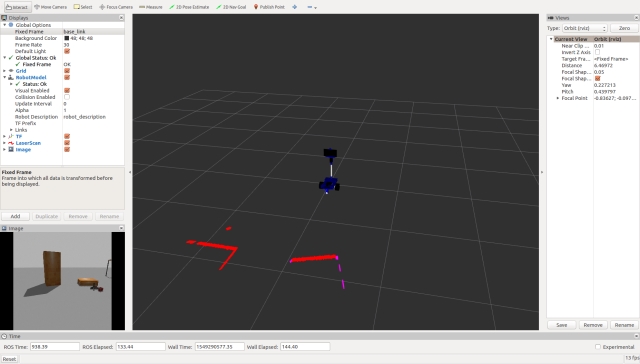 Interact Move Camera Select Focus Camera Measure 2D Pose Estimate 2D Nav Goal Publish Point
Displays
Global Options
Fixed Frame base_link
Background Color 48; 48; 48
Frame Rate 30
Default Light
Global Status: Ok
Fixed Frame OK
Grid
RobotModel
Status: Ok
Visual Enabled
Collision Enabled
Update Interval 0
Alpha 1
Robot Description robot_description
TF Prefix
Links
TF
LaserScan
Image
Fixed Frame
Frame into which all data is transformed before
being displayed.
Add Duplicate Remove Rename
Image
Views
Type: Orbit (rviz) Zero
Current View Orbit (rviz)
Near Clip ... 0.01
Invert Z Axis
Target Fra... <Fixed Frame>
Distance 6.46972
Focal Shap... 0.05
Focal Shap...
Yaw 0.227213
Pitch 0.439797
Focal Point -0.83627; -0.097...
Save Remove Rename
Time
ROS Time: 938.39 ROS Elapsed: 133.44 Wall Time: 1549290577.35 Wall Elapsed: 144.40 Experimental
Reset 13 fps